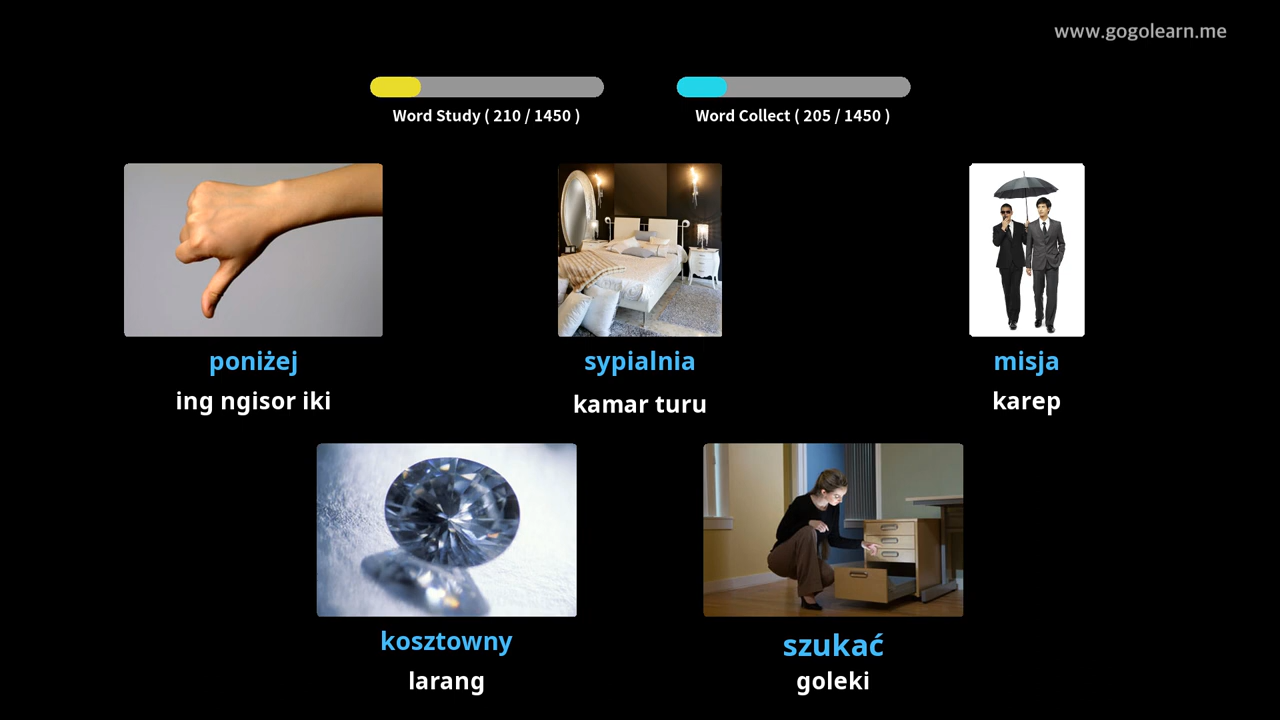 www.gogolearn.me
Word Study ( 210 / 1450 )
Word Collect ( 205 / 1450 )
poniżej
ing ngisor iki
sypialnia
kamar turu
misja
karep
kosztowny
larang
szukać
goleki